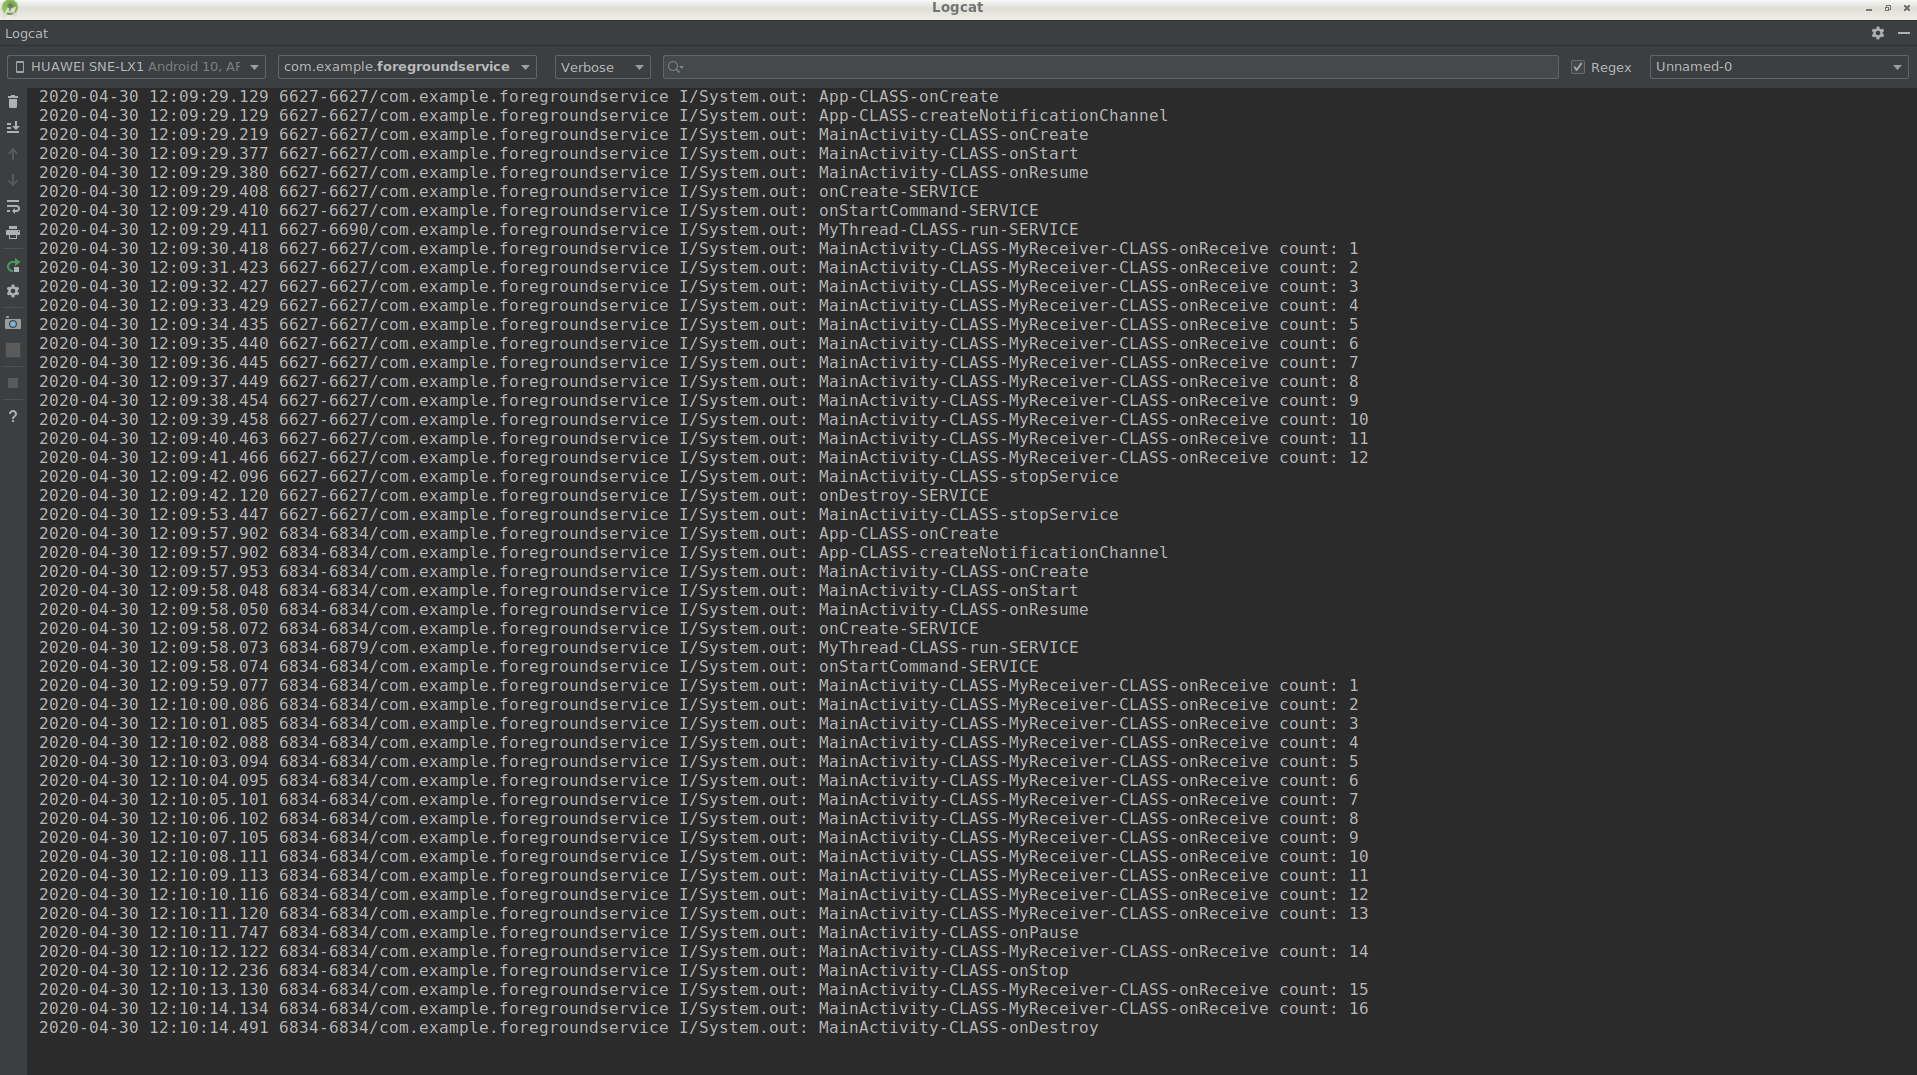 Logcat
Logcat
HUAWEI SNE-LX1 Android 10, AF com.example.foregroundservice Verbose Regex Unnamed-0
2020-04-30 12:09:29.129 6627-6627/com.example.foregroundservice I/System.out: App-CLASS-onCreate
2020-04-30 12:09:29.129 6627-6627/com.example.foregroundservice I/System.out: App-CLASS-createNotificationChannel
2020-04-30 12:09:29.219 6627-6627/com.example.foregroundservice I/System.out: MainActivity-CLASS-onCreate
2020-04-30 12:09:29.377 6627-6627/com.example.foregroundservice I/System.out: MainActivity-CLASS-onStart
2020-04-30 12:09:29.380 6627-6627/com.example.foregroundservice I/System.out: MainActivity-CLASS-onResume
2020-04-30 12:09:29.408 6627-6627/com.example.foregroundservice I/System.out: onCreate-SERVICE
2020-04-30 12:09:29.410 6627-6627/com.example.foregroundservice I/System.out: onStartCommand-SERVICE
2020-04-30 12:09:29.411 6627-6690/com.example.foregroundservice I/System.out: MyThread-CLASS-run-SERVICE
2020-04-30 12:09:30.418 6627-6627/com.example.foregroundservice I/System.out: MainActivity-CLASS-MyReceiver-CLASS-onReceive count: 1
2020-04-30 12:09:31.423 6627-6627/com.example.foregroundservice I/System.out: MainActivity-CLASS-MyReceiver-CLASS-onReceive count: 2
2020-04-30 12:09:32.427 6627-6627/com.example.foregroundservice I/System.out: MainActivity-CLASS-MyReceiver-CLASS-onReceive count: 3
2020-04-30 12:09:33.429 6627-6627/com.example.foregroundservice I/System.out: MainActivity-CLASS-MyReceiver-CLASS-onReceive count: 4
2020-04-30 12:09:34.435 6627-6627/com.example.foregroundservice I/System.out: MainActivity-CLASS-MyReceiver-CLASS-onReceive count: 5
2020-04-30 12:09:35.440 6627-6627/com.example.foregroundservice I/System.out: MainActivity-CLASS-MyReceiver-CLASS-onReceive count: 6
2020-04-30 12:09:36.445 6627-6627/com.example.foregroundservice I/System.out: MainActivity-CLASS-MyReceiver-CLASS-onReceive count: 7
2020-04-30 12:09:37.449 6627-6627/com.example.foregroundservice I/System.out: MainActivity-CLASS-MyReceiver-CLASS-onReceive count: 8
2020-04-30 12:09:38.454 6627-6627/com.example.foregroundservice I/System.out: MainActivity-CLASS-MyReceiver-CLASS-onReceive count: 9
2020-04-30 12:09:39.458 6627-6627/com.example.foregroundservice I/System.out: MainActivity-CLASS-MyReceiver-CLASS-onReceive count: 10
2020-04-30 12:09:40.463 6627-6627/com.example.foregroundservice I/System.out: MainActivity-CLASS-MyReceiver-CLASS-onReceive count: 11
2020-04-30 12:09:41.466 6627-6627/com.example.foregroundservice I/System.out: MainActivity-CLASS-MyReceiver-CLASS-onReceive count: 12
2020-04-30 12:09:42.096 6627-6627/com.example.foregroundservice I/System.out: MainActivity-CLASS-stopService
2020-04-30 12:09:42.120 6627-6627/com.example.foregroundservice I/System.out: onDestroy-SERVICE
2020-04-30 12:09:53.447 6627-6627/com.example.foregroundservice I/System.out: MainActivity-CLASS-stopService
2020-04-30 12:09:57.902 6834-6834/com.example.foregroundservice I/System.out: App-CLASS-onCreate
2020-04-30 12:09:57.902 6834-6834/com.example.foregroundservice I/System.out: App-CLASS-createNotificationChannel
2020-04-30 12:09:57.953 6834-6834/com.example.foregroundservice I/System.out: MainActivity-CLASS-onCreate
2020-04-30 12:09:58.048 6834-6834/com.example.foregroundservice I/System.out: MainActivity-CLASS-onStart
2020-04-30 12:09:58.050 6834-6834/com.example.foregroundservice I/System.out: MainActivity-CLASS-onResume
2020-04-30 12:09:58.072 6834-6834/com.example.foregroundservice I/System.out: onCreate-SERVICE
2020-04-30 12:09:58.073 6834-6879/com.example.foregroundservice I/System.out: MyThread-CLASS-run-SERVICE
2020-04-30 12:09:58.074 6834-6834/com.example.foregroundservice I/System.out: onStartCommand-SERVICE
2020-04-30 12:09:59.077 6834-6834/com.example.foregroundservice I/System.out: MainActivity-CLASS-MyReceiver-CLASS-onReceive count: 1
2020-04-30 12:10:00.086 6834-6834/com.example.foregroundservice I/System.out: MainActivity-CLASS-MyReceiver-CLASS-onReceive count: 2
2020-04-30 12:10:01.085 6834-6834/com.example.foregroundservice I/System.out: MainActivity-CLASS-MyReceiver-CLASS-onReceive count: 3
2020-04-30 12:10:02.088 6834-6834/com.example.foregroundservice I/System.out: MainActivity-CLASS-MyReceiver-CLASS-onReceive count: 4
2020-04-30 12:10:03.094 6834-6834/com.example.foregroundservice I/System.out: MainActivity-CLASS-MyReceiver-CLASS-onReceive count: 5
2020-04-30 12:10:04.095 6834-6834/com.example.foregroundservice I/System.out: MainActivity-CLASS-MyReceiver-CLASS-onReceive count: 6
2020-04-30 12:10:05.101 6834-6834/com.example.foregroundservice I/System.out: MainActivity-CLASS-MyReceiver-CLASS-onReceive count: 7
2020-04-30 12:10:06.102 6834-6834/com.example.foregroundservice I/System.out: MainActivity-CLASS-MyReceiver-CLASS-onReceive count: 8
2020-04-30 12:10:07.105 6834-6834/com.example.foregroundservice I/System.out: MainActivity-CLASS-MyReceiver-CLASS-onReceive count: 9
2020-04-30 12:10:08.111 6834-6834/com.example.foregroundservice I/System.out: MainActivity-CLASS-MyReceiver-CLASS-onReceive count: 10
2020-04-30 12:10:09.113 6834-6834/com.example.foregroundservice I/System.out: MainActivity-CLASS-MyReceiver-CLASS-onReceive count: 11
2020-04-30 12:10:10.116 6834-6834/com.example.foregroundservice I/System.out: MainActivity-CLASS-MyReceiver-CLASS-onReceive count: 12
2020-04-30 12:10:11.120 6834-6834/com.example.foregroundservice I/System.out: MainActivity-CLASS-MyReceiver-CLASS-onReceive count: 13
2020-04-30 12:10:11.747 6834-6834/com.example.foregroundservice I/System.out: MainActivity-CLASS-onPause
2020-04-30 12:10:12.122 6834-6834/com.example.foregroundservice I/System.out: MainActivity-CLASS-MyReceiver-CLASS-onReceive count: 14
2020-04-30 12:10:12.236 6834-6834/com.example.foregroundservice I/System.out: MainActivity-CLASS-onStop
2020-04-30 12:10:13.130 6834-6834/com.example.foregroundservice I/System.out: MainActivity-CLASS-MyReceiver-CLASS-onReceive count: 15
2020-04-30 12:10:14.134 6834-6834/com.example.foregroundservice I/System.out: MainActivity-CLASS-MyReceiver-CLASS-onReceive count: 16
2020-04-30 12:10:14.491 6834-6834/com.example.foregroundservice I/System.out: MainActivity-CLASS-onDestroy